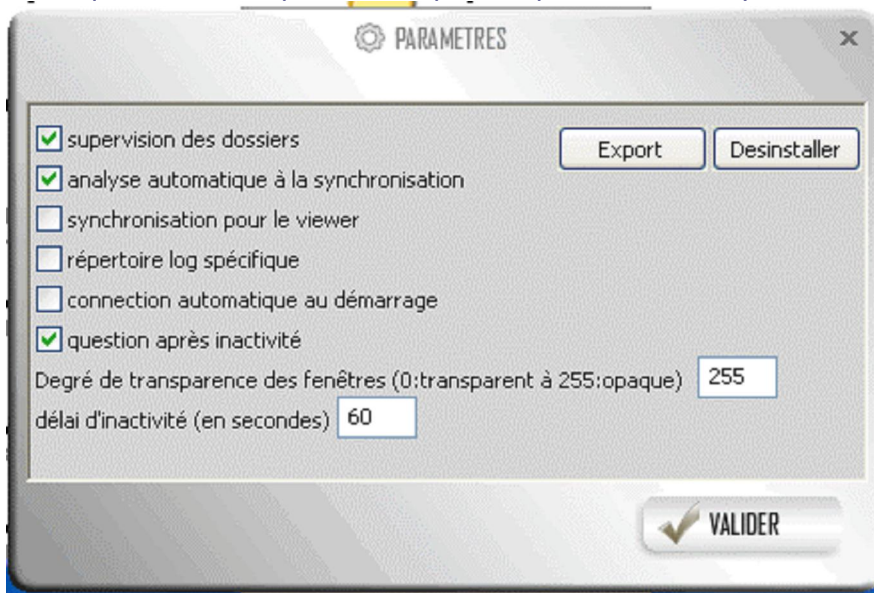 PARAMETRES
supervision des dossiers
Export
Desinstaller
analyse automatique à la synchronisation
synchronisation pour le viewer
répertoire log spécifique
connection automatique au démarrage
question après inactivité
Degré de transparence des fenêtres (0:transparent à 255:opaque) 255
délai d'inactivité (en secondes) 60
VALIDER